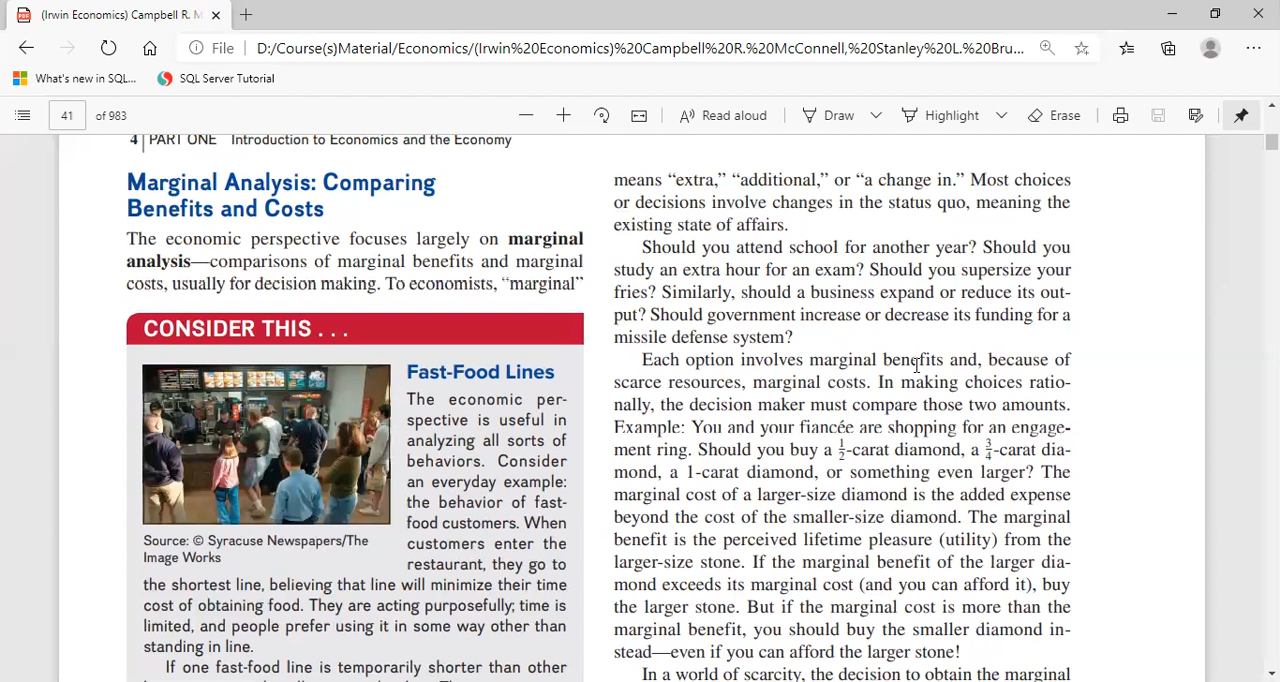 (Irwin Economics) Campbell R. M
File
D:/Course(s)Material/Economics/(Irwin%20Economics)%20Campbell%20R.%20McConnell,%20Stanley%20L.%20Bru...
What's new in SQL...
SQL Server Tutorial
41 of 983
Read aloud
Draw
Highlight
Erase
4 PART ONE Introduction to Economics and the Economy
Marginal Analysis: Comparing
Benefits and Costs
The economic perspective focuses largely on marginal
analysis—comparisons of marginal benefits and marginal
costs, usually for decision making. To economists, “marginal”
CONSIDER THIS . . .
Fast-Food Lines
The economic per-
spective is useful in
analyzing all sorts of
behaviors. Consider
an everyday example:
the behavior of fast-
food customers. When
customers enter the
restaurant, they go to
Source: © Syracuse Newspapers/The
Image Works
the shortest line, believing that line will minimize their time
cost of obtaining food. They are acting purposefully; time is
limited, and people prefer using it in some way other than
standing in line.
If one fast-food line is temporarily shorter than other
means “extra,” “additional,” or “a change in.” Most choices
or decisions involve changes in the status quo, meaning the
existing state of affairs.
Should you attend school for another year? Should you
study an extra hour for an exam? Should you supersize your
fries? Similarly, should a business expand or reduce its out-
put? Should government increase or decrease its funding for a
missile defense system?
Each option involves marginal benefits and, because of
scarce resources, marginal costs. In making choices ratio-
nally, the decision maker must compare those two amounts.
Example: You and your fiancée are shopping for an engage-
ment ring. Should you buy a ½-carat diamond, a ¾-carat dia-
mond, a 1-carat diamond, or something even larger? The
marginal cost of a larger-size diamond is the added expense
beyond the cost of the smaller-size diamond. The marginal
benefit is the perceived lifetime pleasure (utility) from the
larger-size stone. If the marginal benefit of the larger dia-
mond exceeds its marginal cost (and you can afford it), buy
the larger stone. But if the marginal cost is more than the
marginal benefit, you should buy the smaller diamond in-
stead—even if you can afford the larger stone!
In a world of scarcity, the decision to obtain the marginal